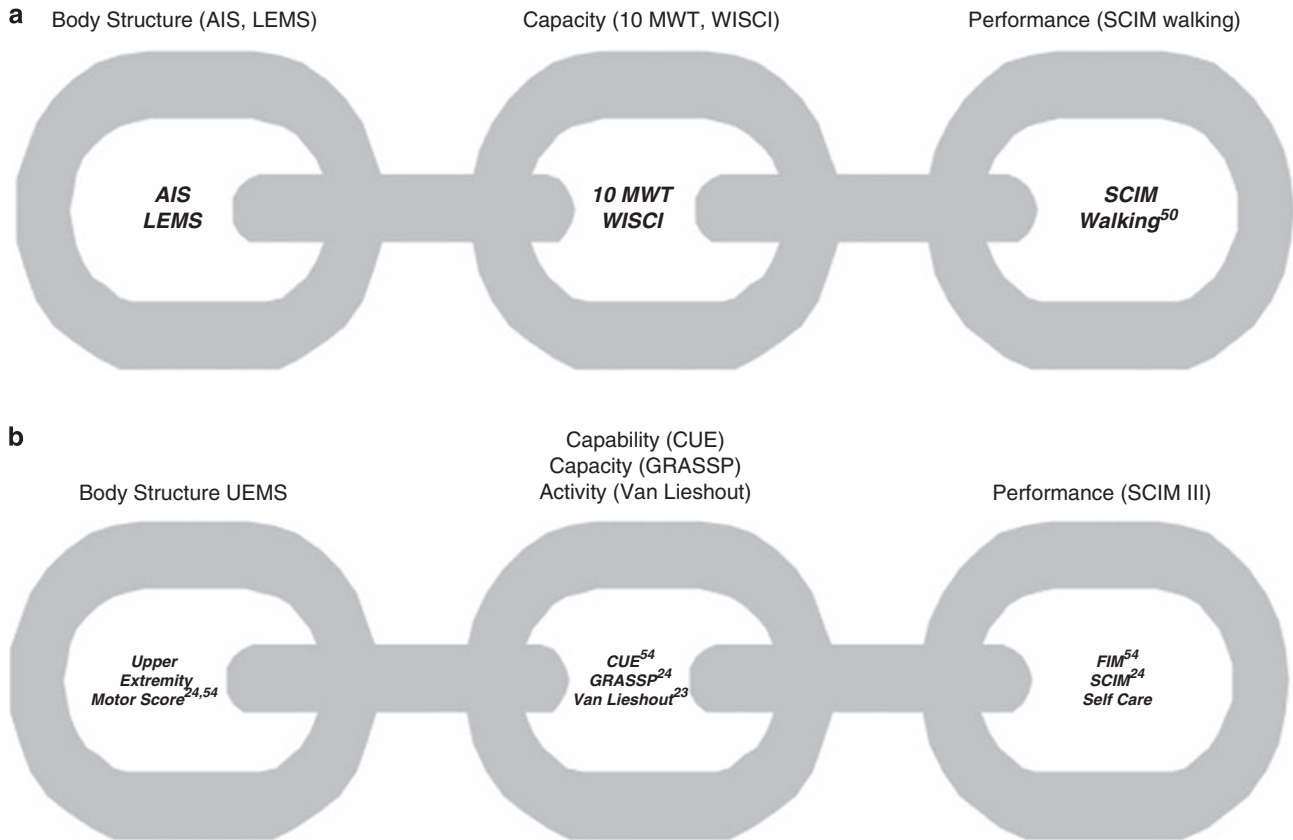 a
Body Structure (AIS, LEMS)
Capacity (10 MWT, WISCI)
Performance (SCIM walking)
AIS
LEMS
10 MWT
WISCI
SCIM
Walking50
b
Body Structure UEMS
Capability (CUE)
Capacity (GRASSP)
Activity (Van Lieshout)
Performance (SCIM III)
Upper
Extremity
Motor Score24,54
CUE54
GRASSP24
Van Lieshout23
FIM54
SCIM24
Self Care